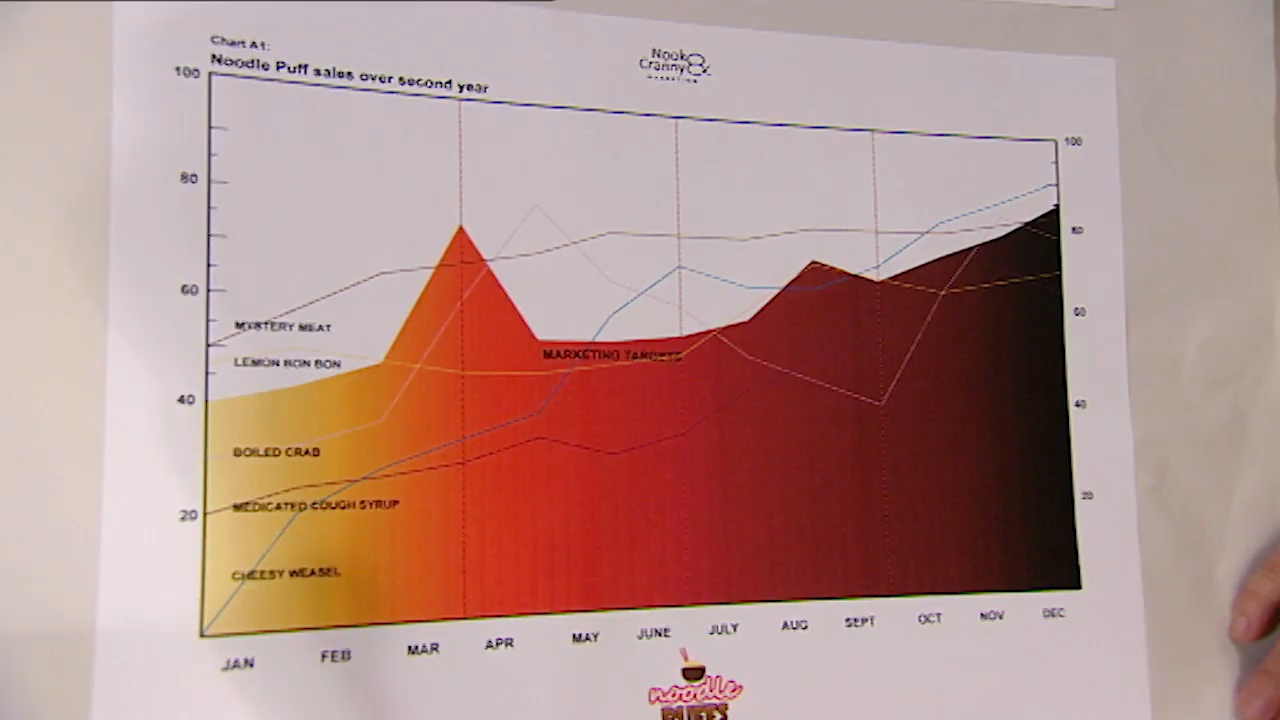 Chart A1:
Noodle Puff sales over second year
Nook &
Cranny
MARKETING
100
80
60
40
20
100
80
60
40
20
MYSTERY MEAT
LEMON BON BON
MARKETING TARGETS
BOILED CRAB
MEDICATED COUGH SYRUP
CHEESY WEASEL
JAN FEB MAR APR MAY JUNE JULY AUG SEPT OCT NOV DEC
noodle
PUFFS